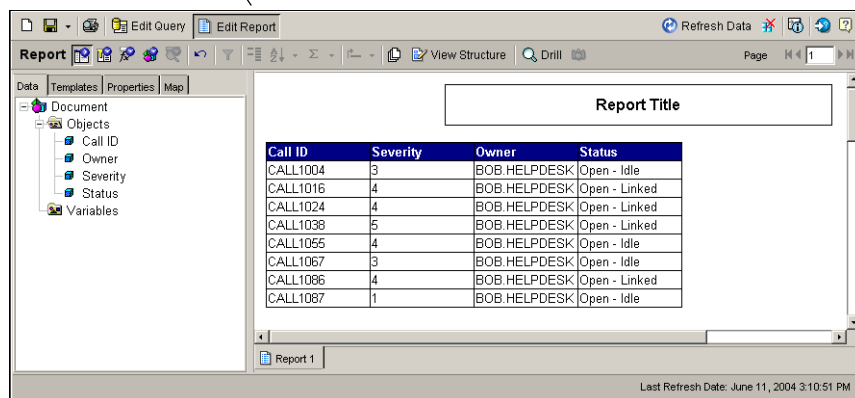 Edit Query Edit Report Refresh Data
Report View Structure Drill Page 1
Data Templates Properties Map
Document
Objects
Call ID
Owner
Severity
Status
Variables
Report Title
Call ID Severity Owner Status
CALL1004 3 BOB.HELPDESK Open - Idle
CALL1016 4 BOB.HELPDESK Open - Linked
CALL1024 4 BOB.HELPDESK Open - Linked
CALL1038 5 BOB.HELPDESK Open - Linked
CALL1055 4 BOB.HELPDESK Open - Idle
CALL1067 3 BOB.HELPDESK Open - Idle
CALL1086 4 BOB.HELPDESK Open - Linked
CALL1087 1 BOB.HELPDESK Open - Idle
Report 1
Last Refresh Date: June 11, 2004 3:10:51 PM